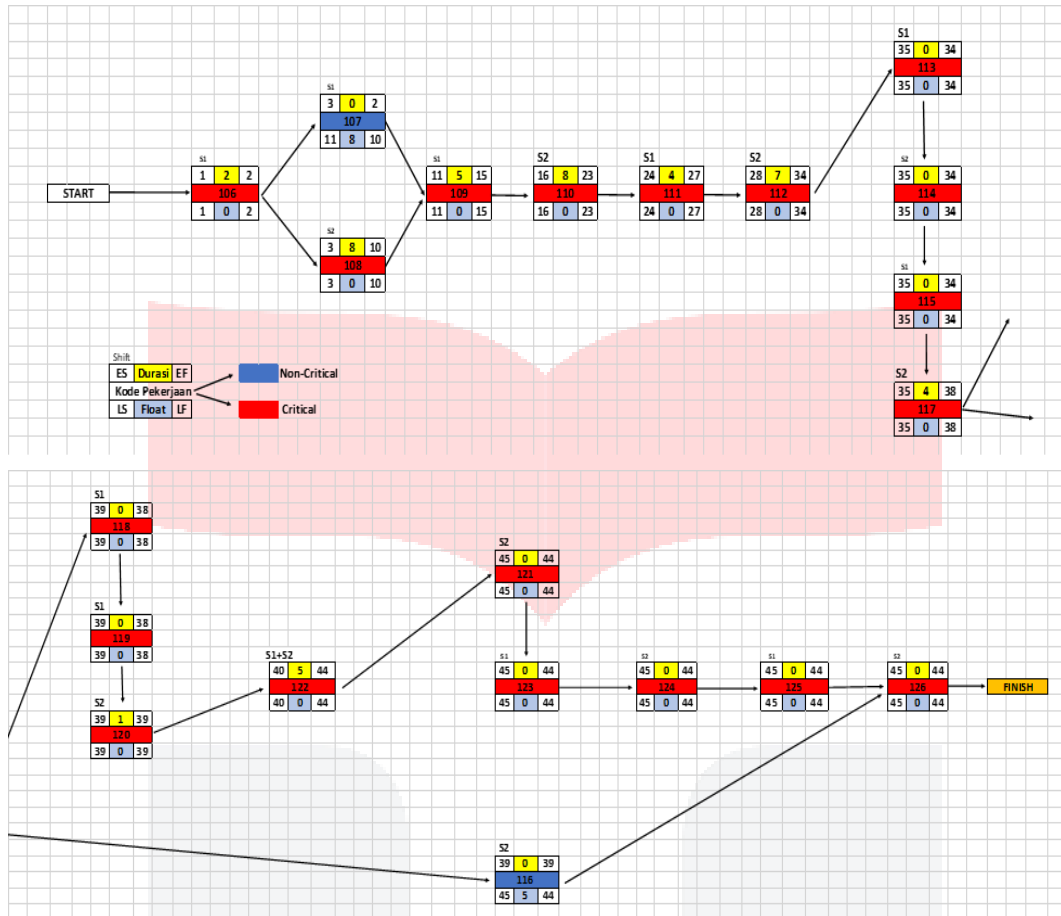 START
S1
1 2 2
106
1 0 2
S1
3 0 2
107
11 8 10
S2
3 8 10
108
3 0 10
S1
11 5 15
109
11 0 15
S2
16 8 23
110
16 0 23
S1
24 4 27
111
24 0 27
S2
28 7 34
112
28 0 34
S1
35 0 34
113
35 0 34
S2
35 0 34
114
35 0 34
S1
35 0 34
115
35 0 34
S2
35 4 38
117
35 0 38
Shift
ES Durasi EF
Kode Pekerjaan
LS Float LF
Non-Critical
Critical
S1
39 0 38
118
39 0 38
S1
39 0 38
119
39 0 38
S2
39 1 39
120
39 0 39
S1+S2
40 5 44
122
40 0 44
S2
45 0 44
121
45 0 44
S1
45 0 44
123
45 0 44
S2
45 0 44
124
45 0 44
S1
45 0 44
125
45 0 44
S2
45 0 44
126
45 0 44
FINISH
S2
39 0 39
116
45 5 44